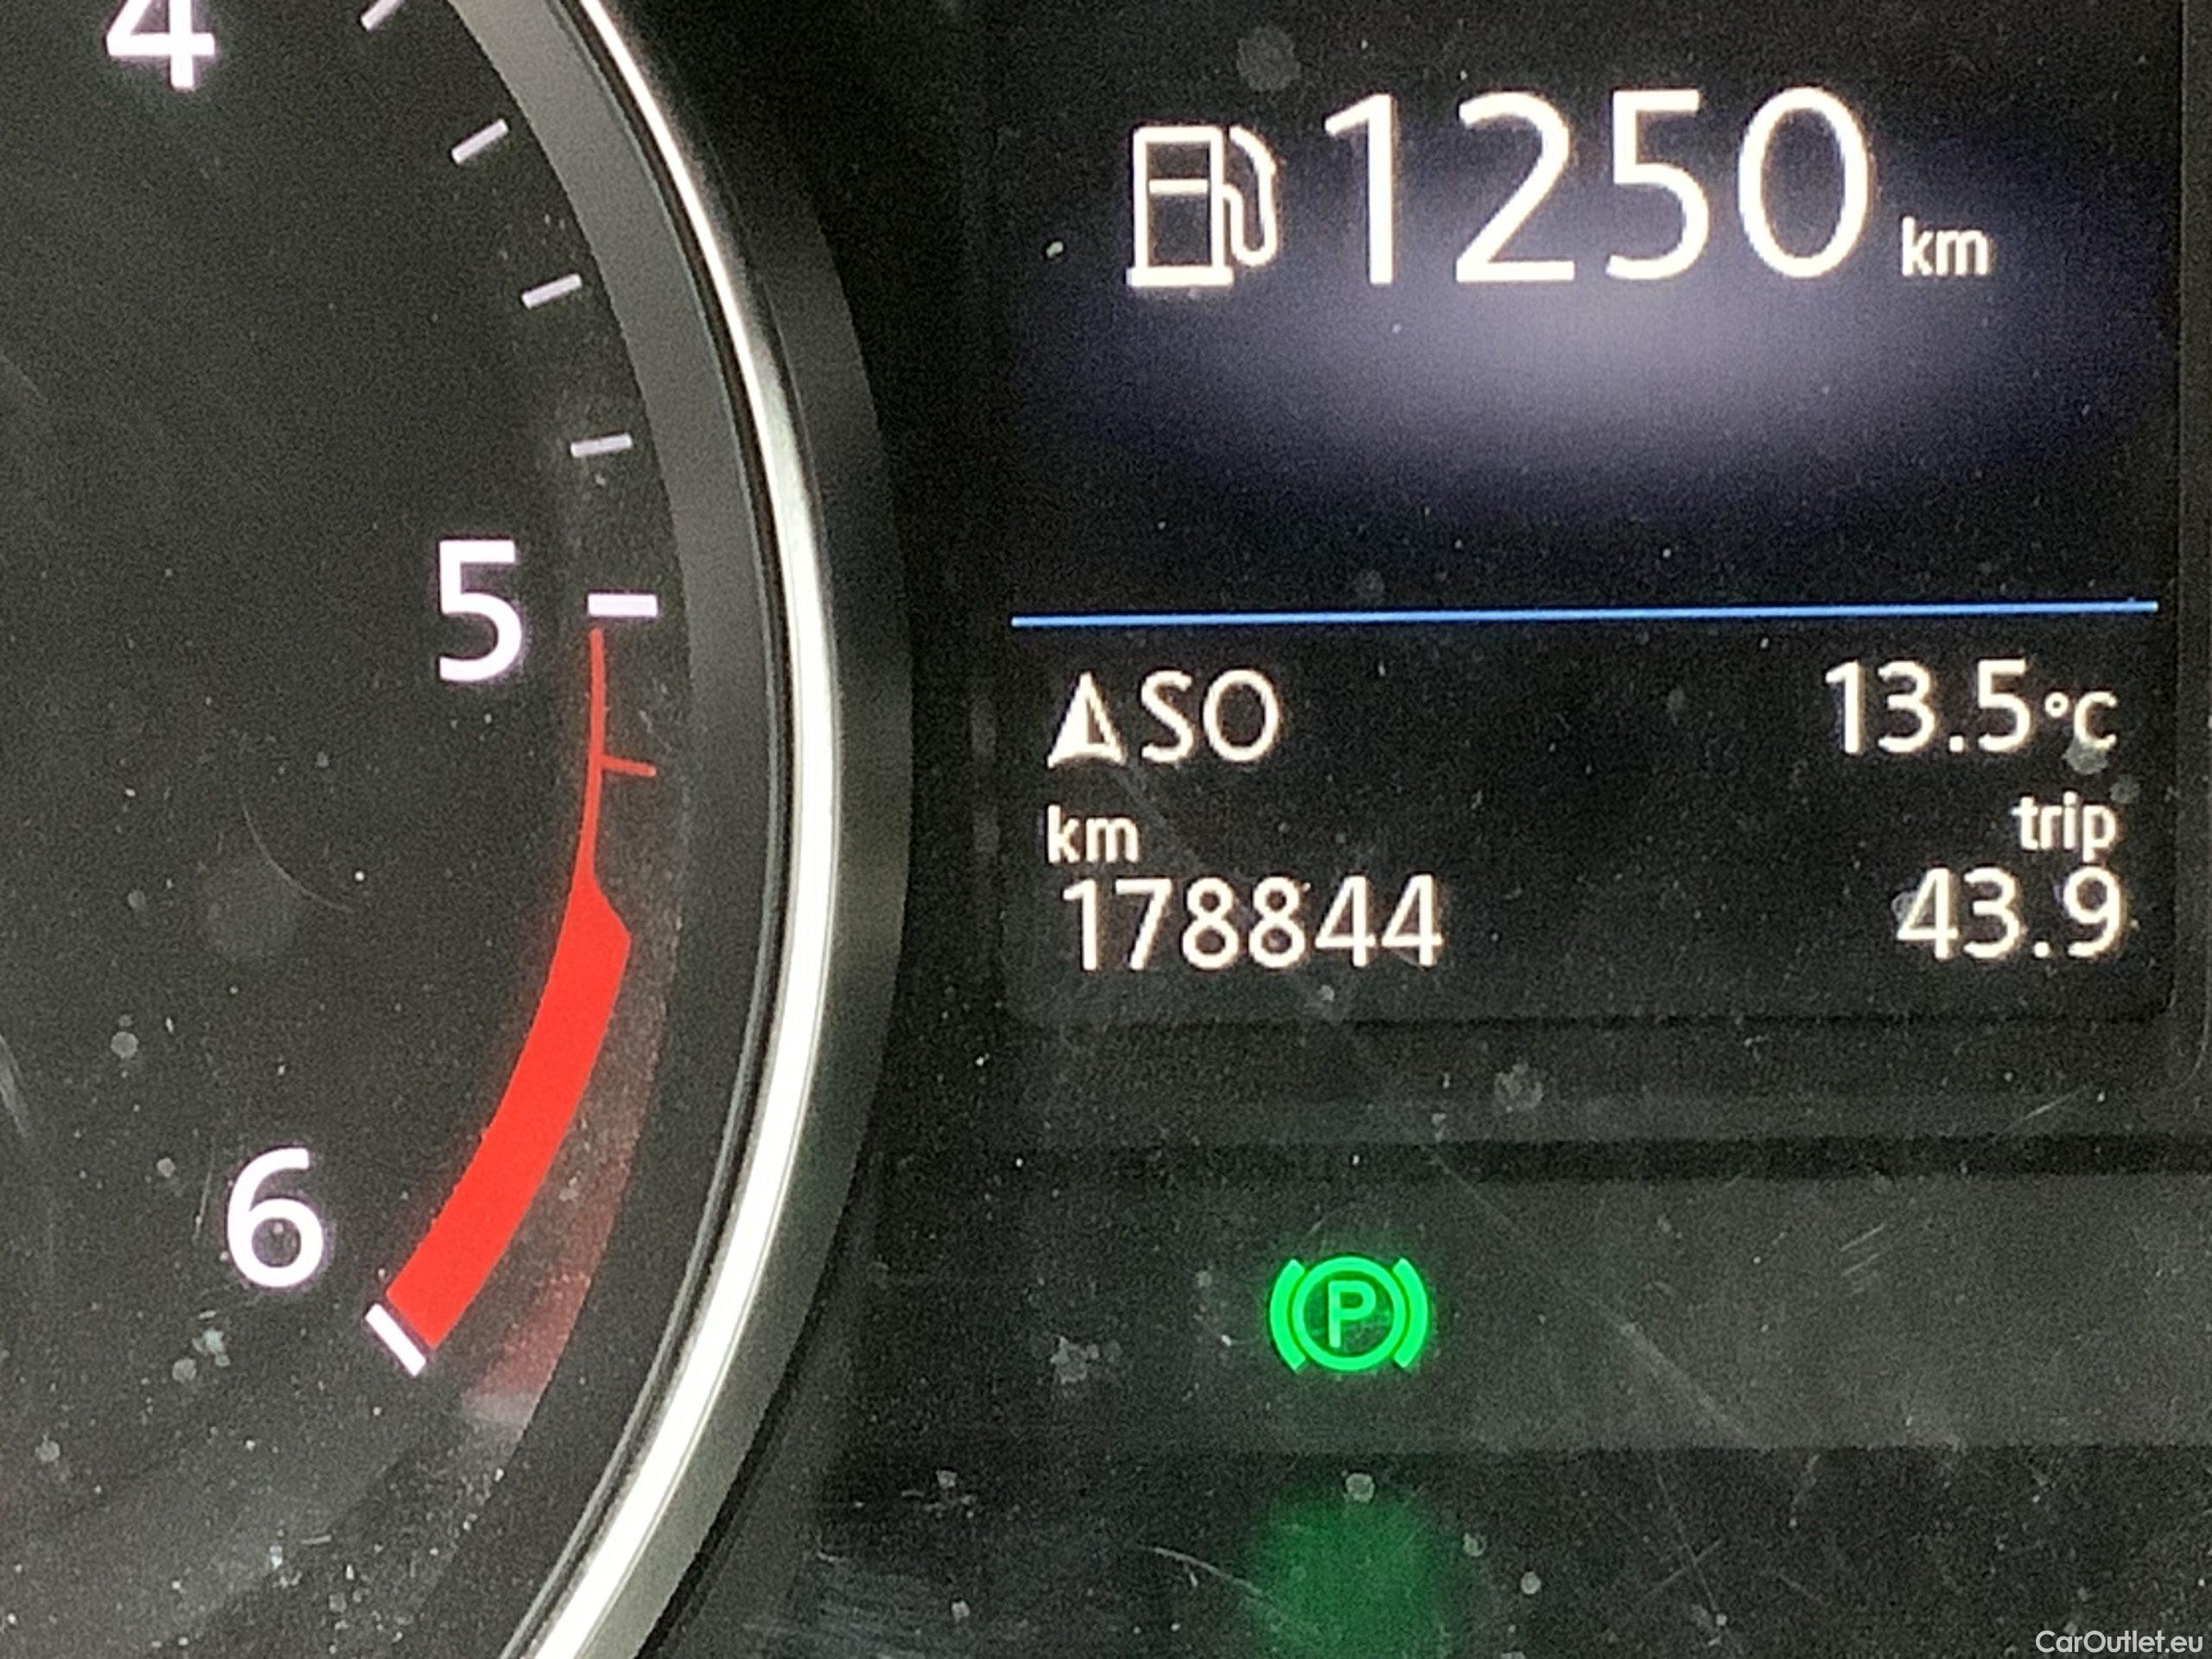 4
5
6
1250 km
SO 13.5°C
km trip
178844 43.9
P
CarOutlet.eu